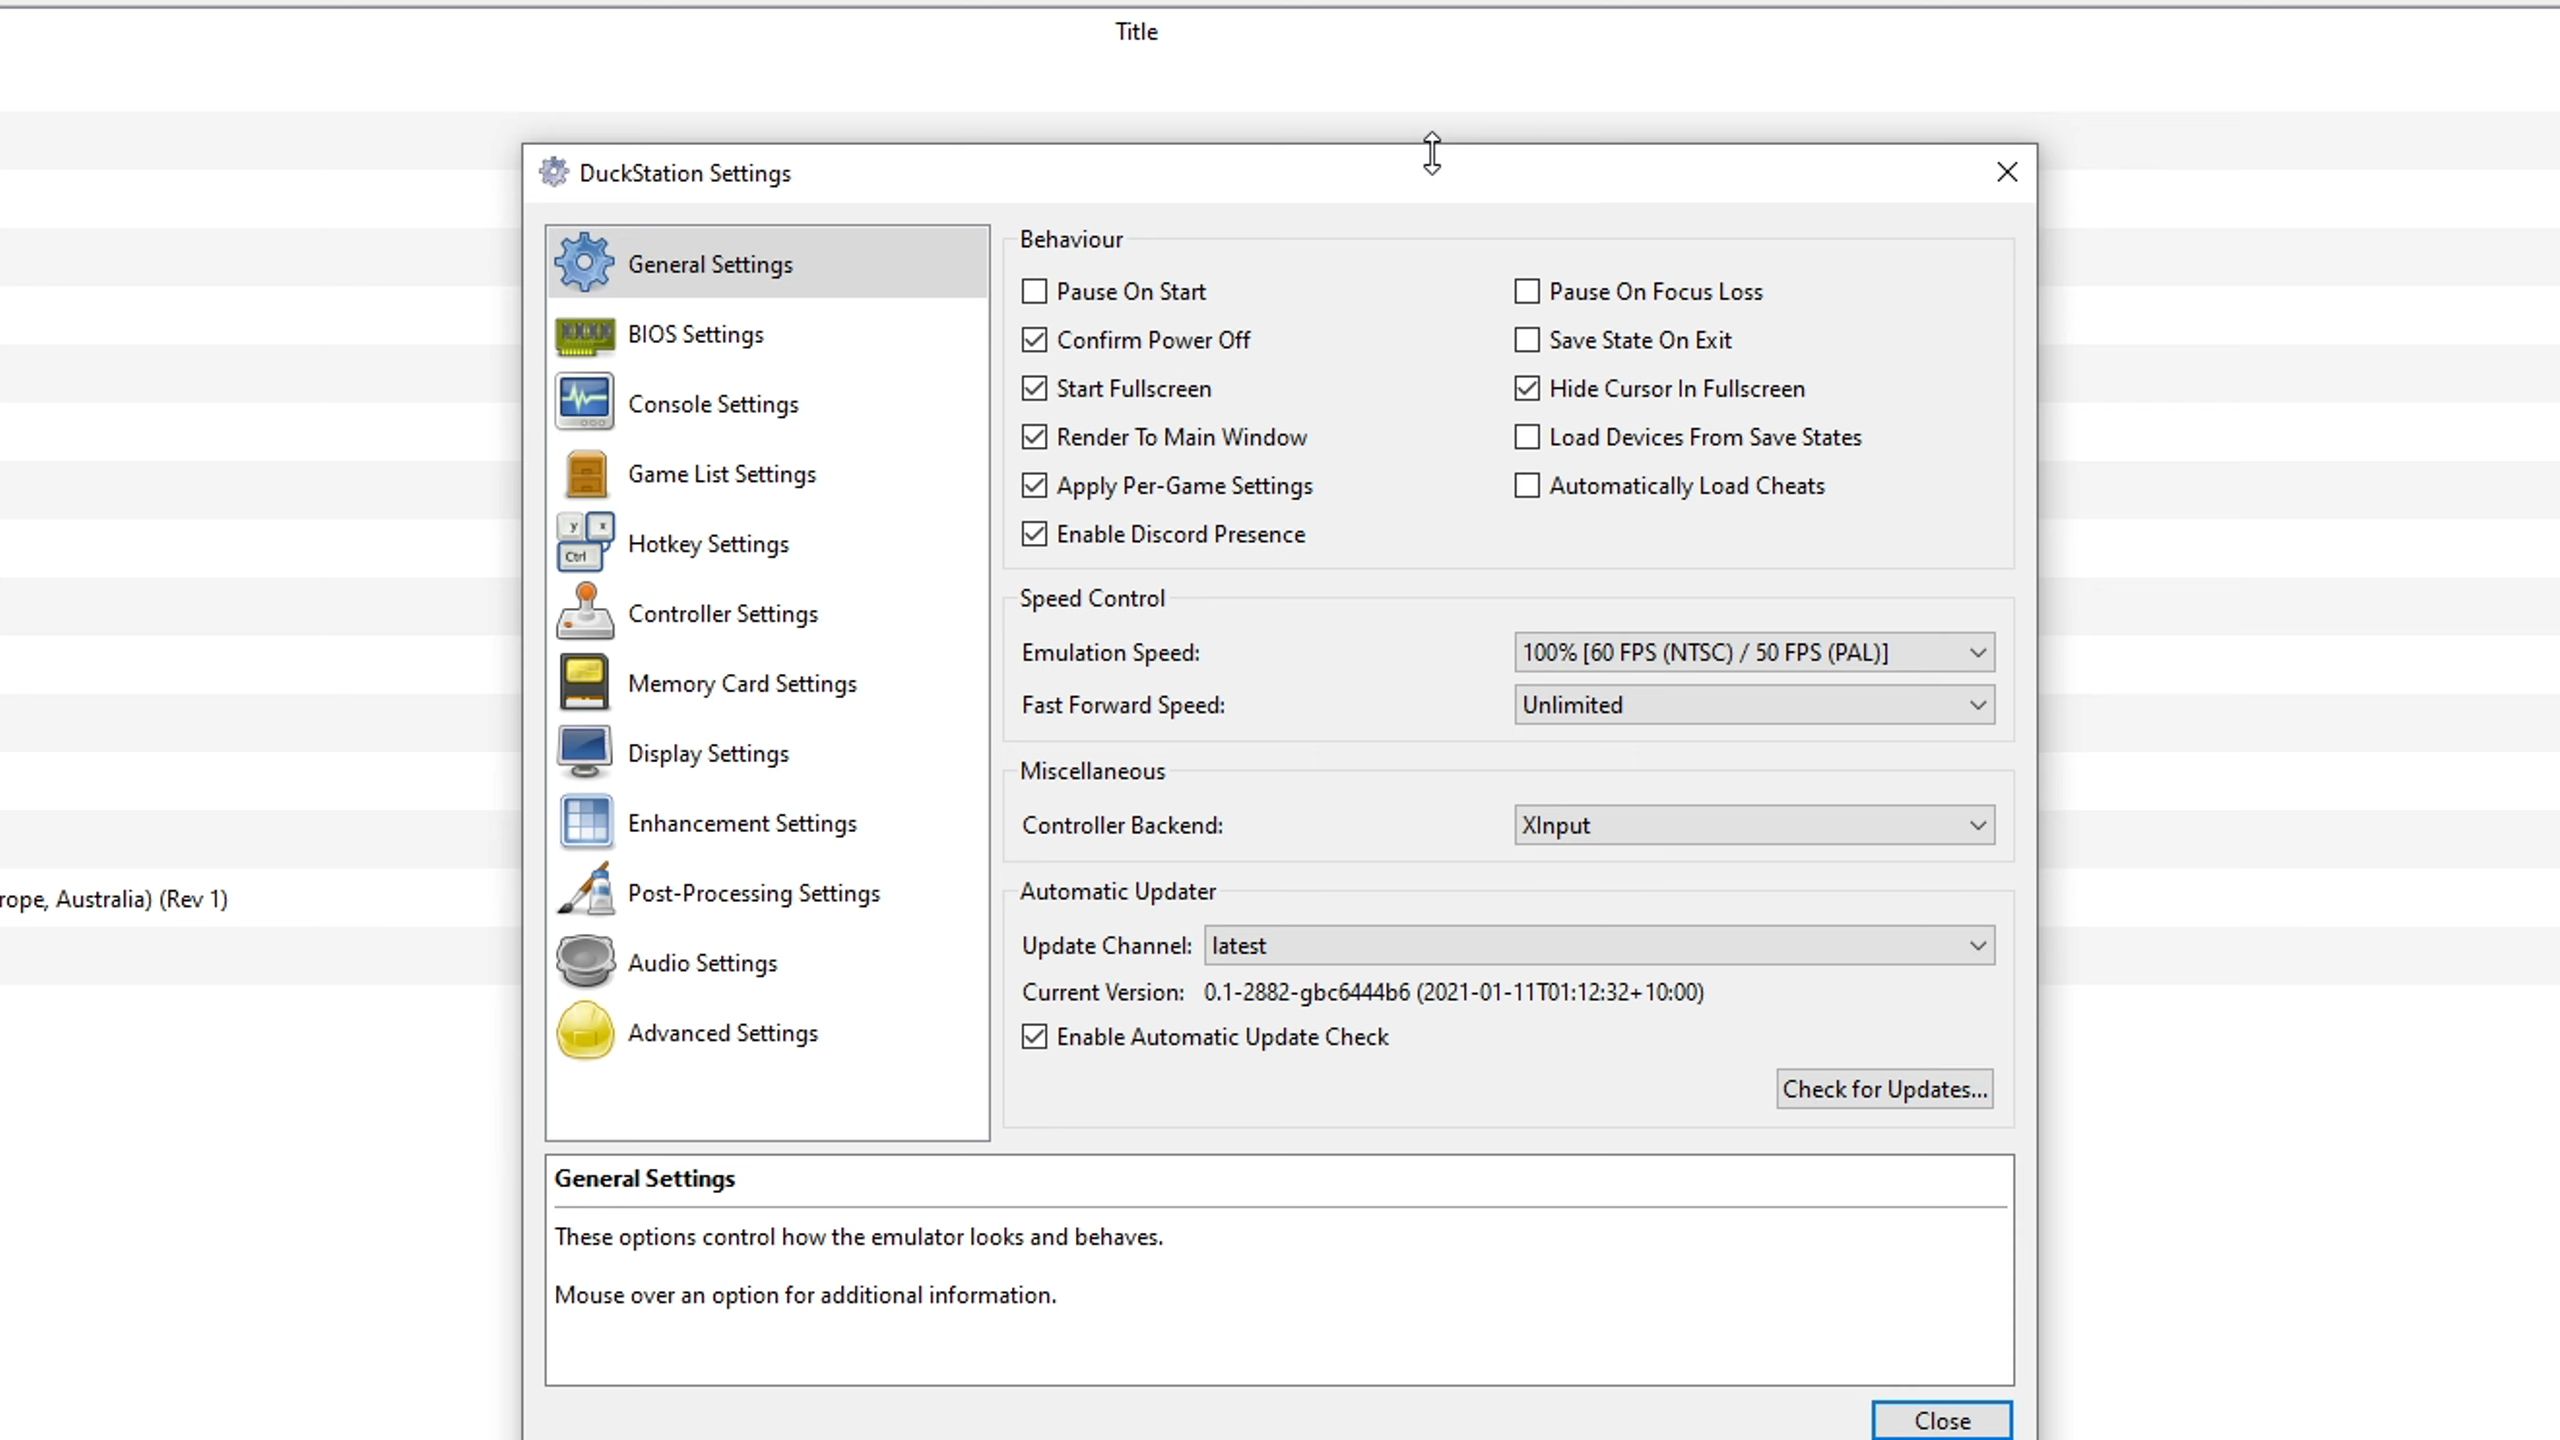 Title
DuckStation Settings
General Settings
BIOS Settings
Console Settings
Game List Settings
y x
Ctrl
Hotkey Settings
Controller Settings
Memory Card Settings
Display Settings
Enhancement Settings
Post-Processing Settings
Audio Settings
Advanced Settings
Behaviour
Pause On Start
Pause On Focus Loss
Confirm Power Off
Save State On Exit
Start Fullscreen
Hide Cursor In Fullscreen
Render To Main Window
Load Devices From Save States
Apply Per-Game Settings
Automatically Load Cheats
Enable Discord Presence
Speed Control
Emulation Speed: 100% [60 FPS (NTSC) / 50 FPS (PAL)]
Fast Forward Speed: Unlimited
Miscellaneous
Controller Backend: XInput
Automatic Updater
Update Channel: latest
Current Version: 0.1-2882-gbc6444b6 (2021-01-11T01:12:32+10:00)
Enable Automatic Update Check
Check for Updates...
rope, Australia) (Rev 1)
General Settings
These options control how the emulator looks and behaves.
Mouse over an option for additional information.
Close